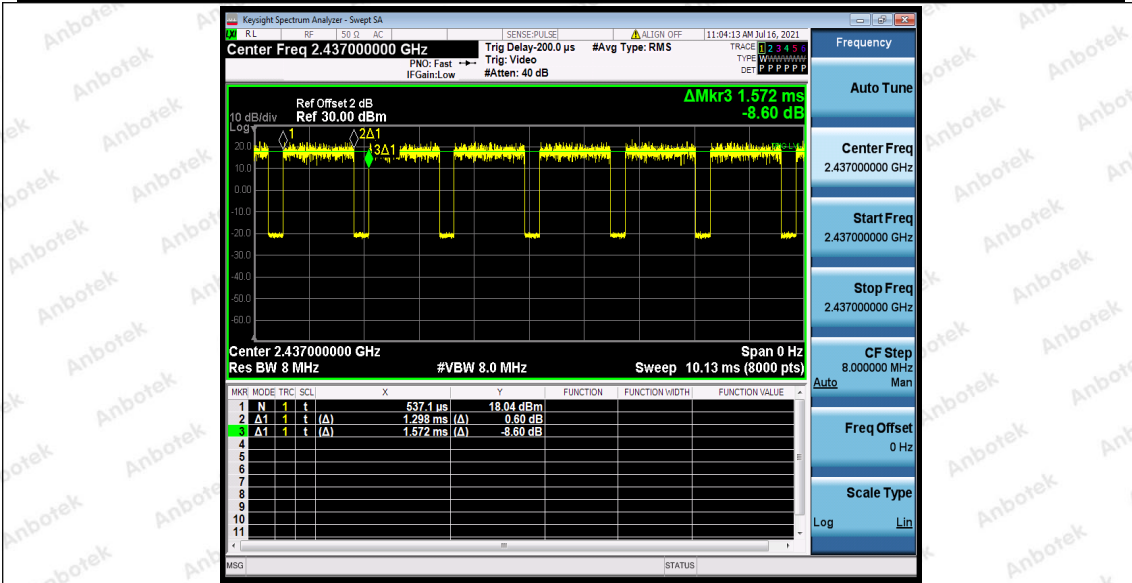 Keysight Spectrum Analyzer - Swept SA
LXI RL RF 50 Ω AC SENSE:PULSE ALIGN OFF 11:04:13 AM Jul 16, 2021
Center Freq 2.437000000 GHz Trig Delay-200.0 µs #Avg Type: RMS TRACE 1 2 3 4 5 6
PNO: Fast Trig: Video TYPE WWWWWW
IFGain:Low #Atten: 40 dB DET P P P P P P
ΔMkr3 1.572 ms
-8.60 dB
Ref Offset 2 dB
10 dB/div Ref 30.00 dBm
Log
1
2Δ1
3Δ1
TRIG LVL
20.0
10.0
0.00
-10.0
-20.0
-30.0
-40.0
-50.0
-60.0
Center 2.437000000 GHz Span 0 Hz
Res BW 8 MHz #VBW 8.0 MHz Sweep 10.13 ms (8000 pts)
MKR MODE TRC SCL X Y FUNCTION FUNCTION WIDTH FUNCTION VALUE
1 N 1 t 537.1 µs 18.04 dBm
2 Δ1 1 t (Δ) 1.298 ms (Δ) 0.60 dB
3 Δ1 1 t (Δ) 1.572 ms (Δ) -8.60 dB
4
5
6
7
8
9
10
11
MSG STATUS
Frequency
Auto Tune
Center Freq
2.437000000 GHz
Start Freq
2.437000000 GHz
Stop Freq
2.437000000 GHz
CF Step
8.000000 MHz
Auto Man
Freq Offset
0 Hz
Scale Type
Log Lin
Anbotek